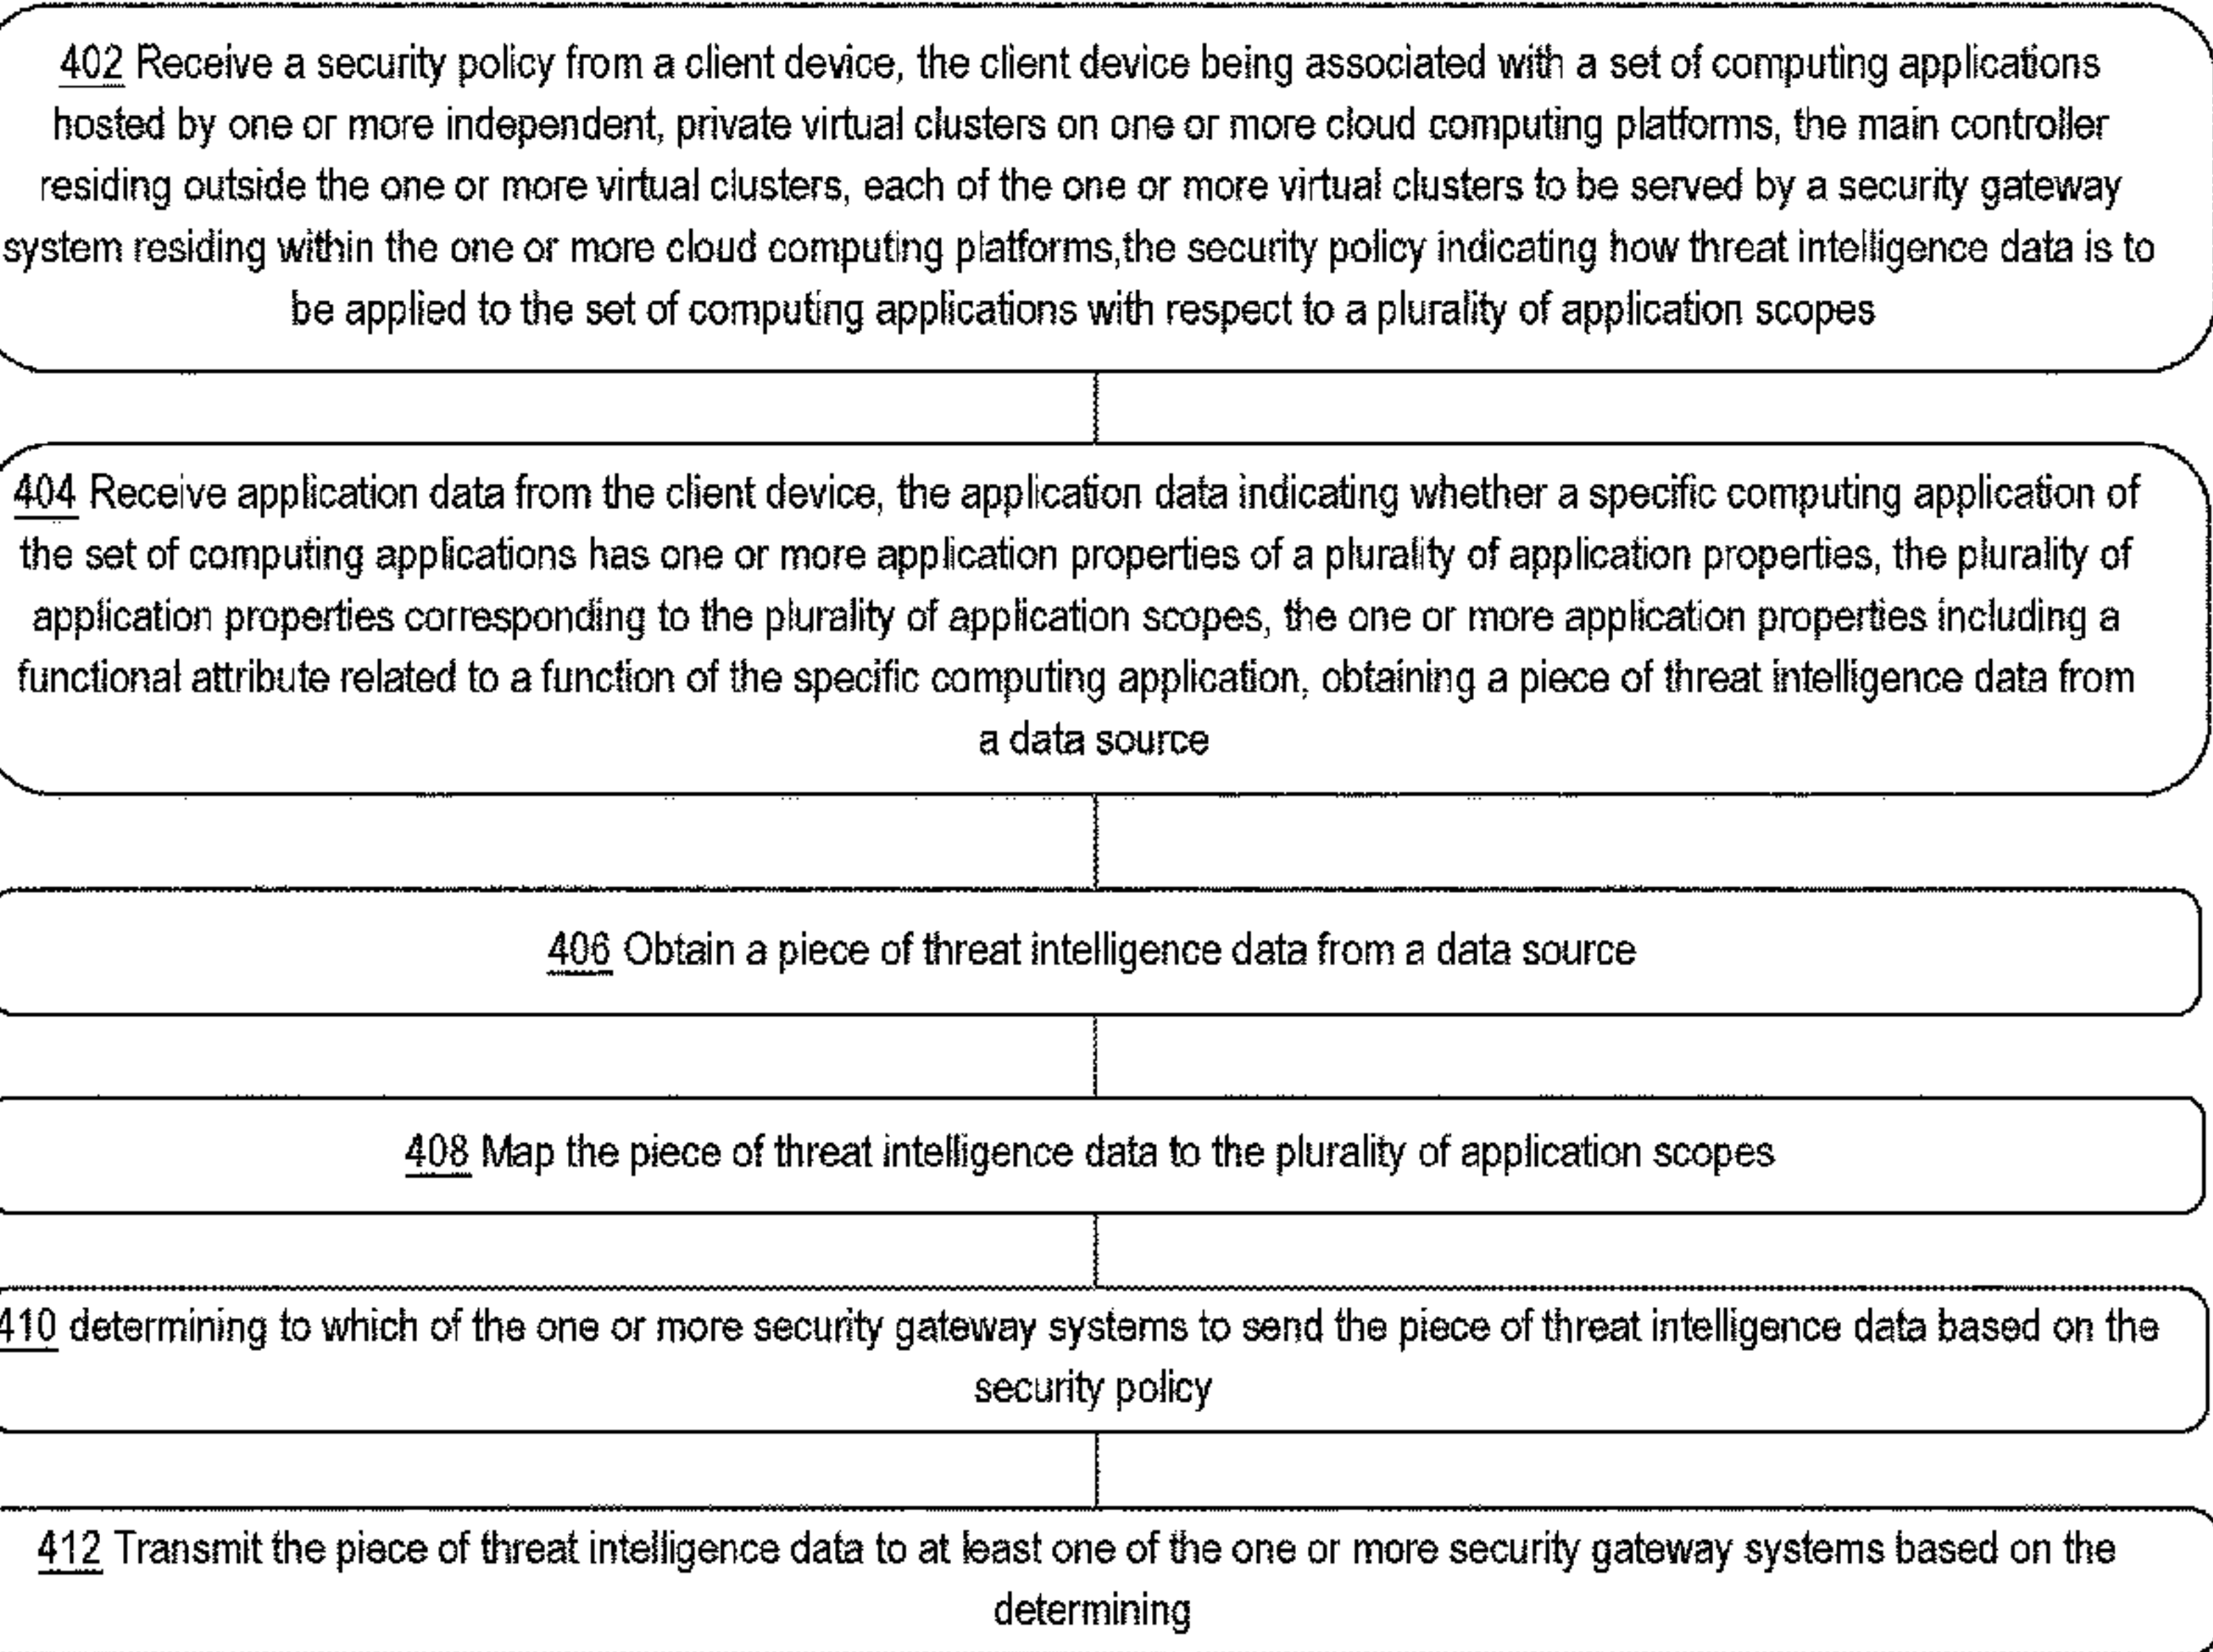 402 Receive a security policy from a client device, the client device being associated with a set of computing applications
hosted by one or more independent, private virtual clusters on one or more cloud computing platforms, the main controller
residing outside the one or more virtual clusters, each of the one or more virtual clusters to be served by a security gateway
system residing within the one or more cloud computing platforms,the security policy indicating how threat intelligence data is to
be applied to the set of computing applications with respect to a plurality of application scopes
404 Receive application data from the client device, the application data indicating whether a specific computing application of
the set of computing applications has one or more application properties of a plurality of application properties, the plurality of
application properties corresponding to the plurality of application scopes, the one or more application properties including a
functional attribute related to a function of the specific computing application, obtaining a piece of threat intelligence data from
a data source
406 Obtain a piece of threat intelligence data from a data source
408 Map the piece of threat intelligence data to the plurality of application scopes
410 determining to which of the one or more security gateway systems to send the piece of threat intelligence data based on the
security policy
412 Transmit the piece of threat intelligence data to at least one of the one or more security gateway systems based on the
determining